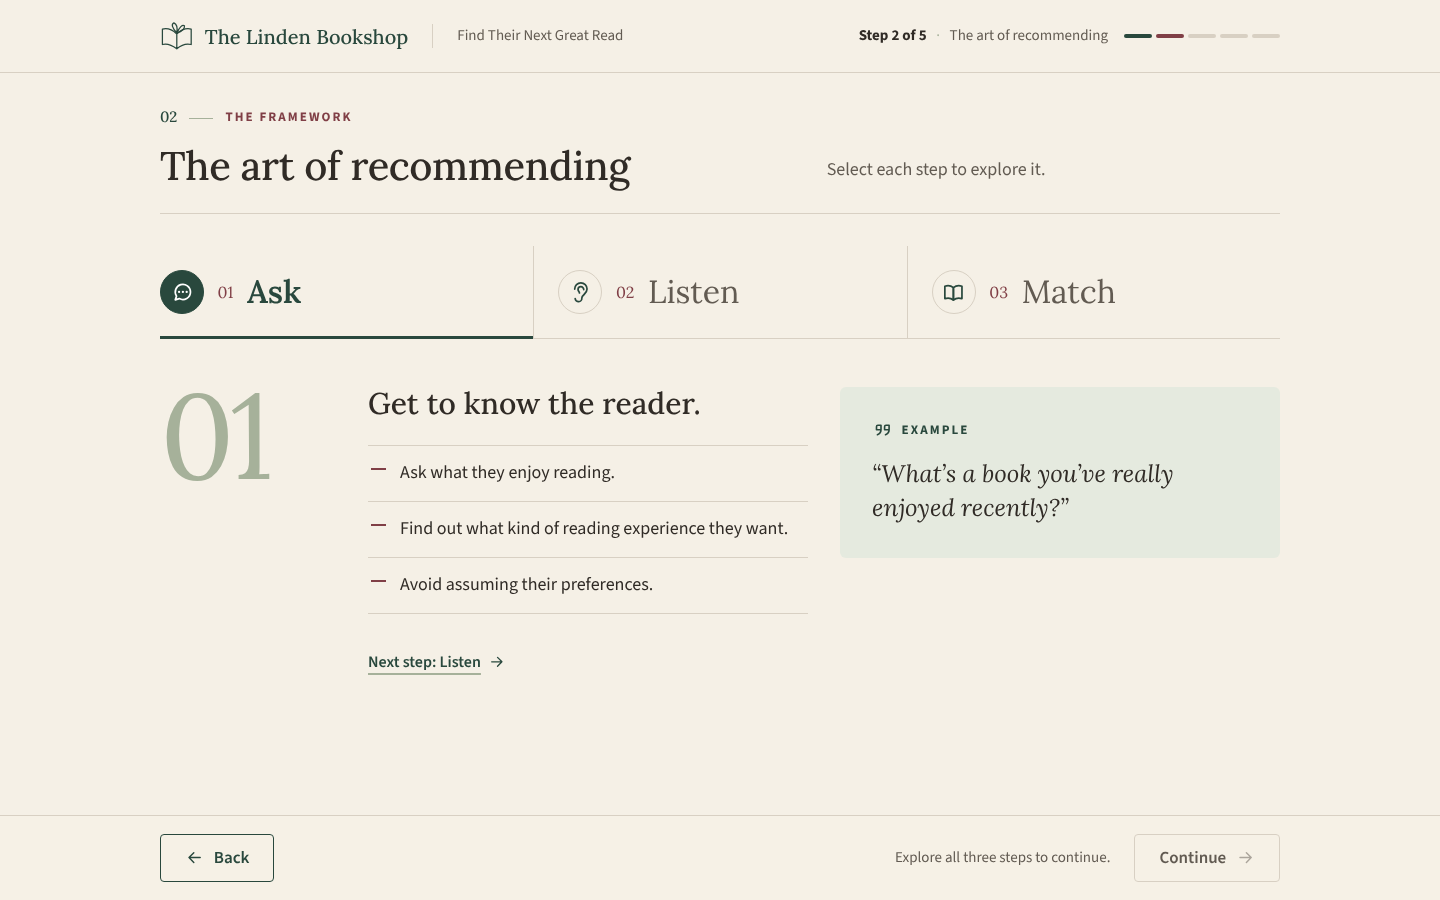 The Linden Bookshop
Find Their Next Great Read
Step 2 of 5 · The art of recommending
02 — THE FRAMEWORK
The art of recommending
Select each step to explore it.
01 Ask
02 Listen
03 Match
01
Get to know the reader.
— Ask what they enjoy reading.
— Find out what kind of reading experience they want.
— Avoid assuming their preferences.
Next step: Listen →
EXAMPLE
“What’s a book you’ve really
enjoyed recently?”
← Back
Explore all three steps to continue.
Continue →